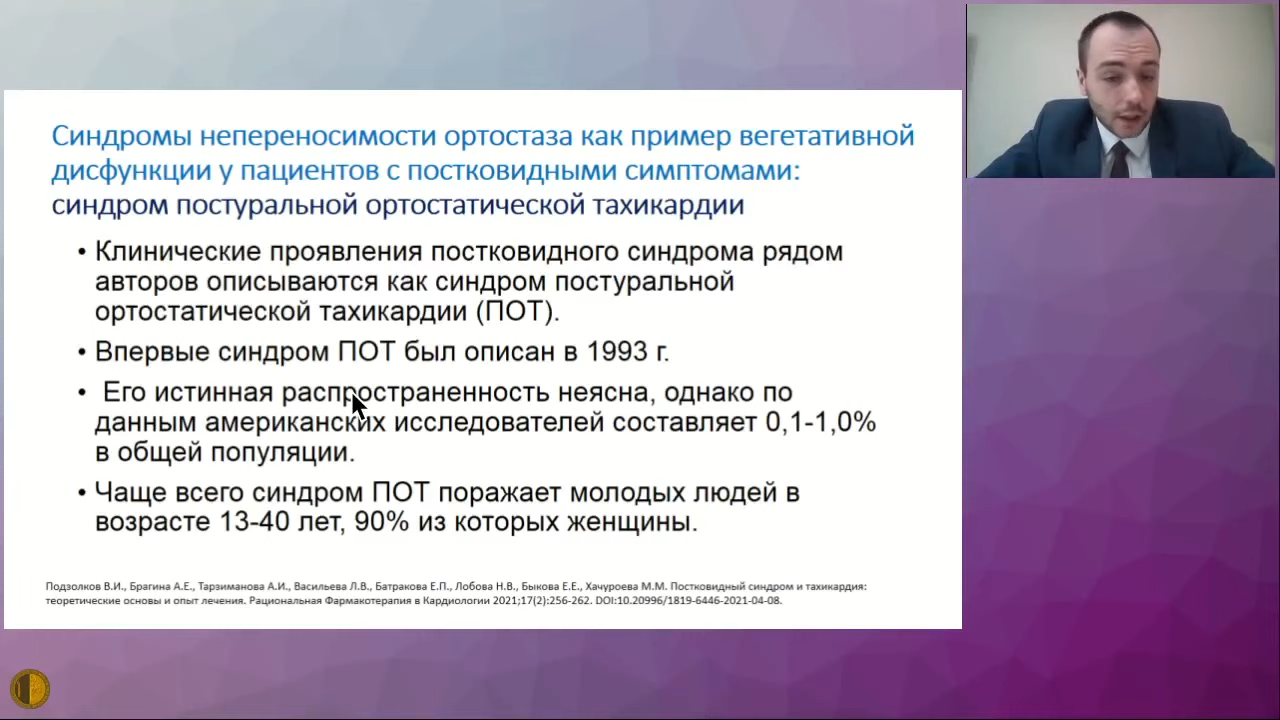 Синдромы непереносимости ортостаза как пример вегетативной
дисфункции у пациентов с постковидными симптомами:
синдром постуральной ортостатической тахикардии
• Клинические проявления постковидного синдрома рядом
авторов описываются как синдром постуральной
ортостатической тахикардии (ПОТ).
• Впервые синдром ПОТ был описан в 1993 г.
• Его истинная распространенность неясна, однако по
данным американских исследователей составляет 0,1-1,0%
в общей популяции.
• Чаще всего синдром ПОТ поражает молодых людей в
возрасте 13-40 лет, 90% из которых женщины.
Подзолков В.И., Брагина А.Е., Тарзиманова А.И., Васильева Л.В., Батракова Е.П., Лобова Н.В., Быкова Е.Е., Хачуроева М.М. Постковидный синдром и тахикардия:
теоретические основы и опыт лечения. Рациональная Фармакотерапия в Кардиологии 2021;17(2):256-262. DOI:10.20996/1819-6446-2021-04-08.